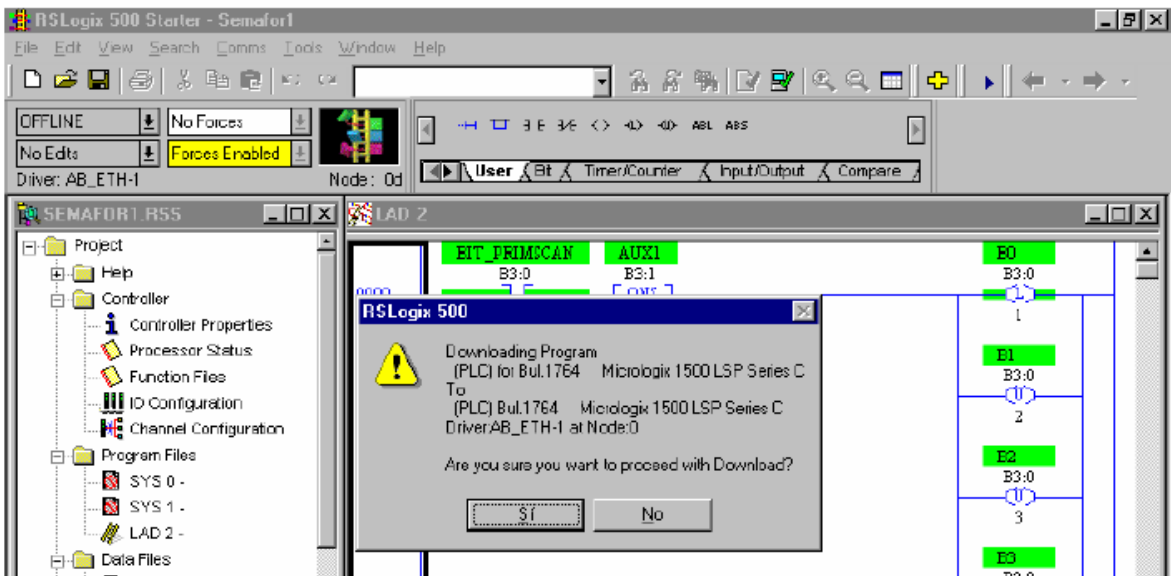 RSLogix 500 Starter - Semafor1
File Edit View Search Comms Tools Window Help
OFFLINE No Forces
No Edits Forces Enabled
Driver: AB_ETH-1 Node: 0d
ABL ABS
User Bit Timer/Counter Input/Output Compare
SEMAFOR1.RSS
Project
Help
Controller
Controller Properties
Processor Status
Function Files
IO Configuration
Channel Configuration
Program Files
SYS 0 -
SYS 1 -
LAD 2 -
Data Files
LAD 2
BIT_PRIMSCAN AUX1 B0
B3:0 B3:1 B3:0
0000 ONS L
1
B1
B3:0
U
2
B2
B3:0
U
3
B3
B3:0
RSLogix 500
Downloading Program
(PLC) for Bul.1764 Micrologix 1500 LSP Series C
To
(PLC) Bul.1764 Micrologix 1500 LSP Series C
Driver:AB_ETH-1 at Node:0
Are you sure you want to proceed with Download?
Sí No